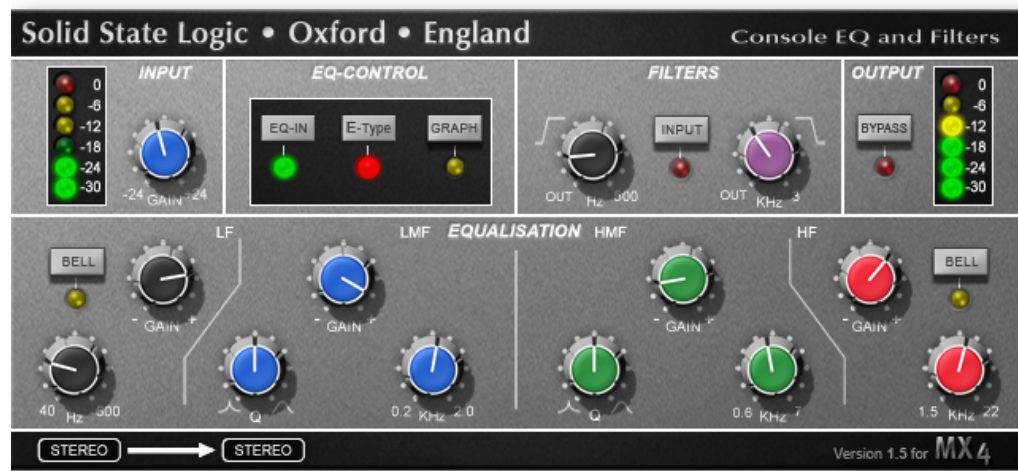 Solid State Logic • Oxford • England
Console EQ and Filters
INPUT
0
-6
-12
-18
-24
-30
-24 GAIN +24
EQ-CONTROL
EQ-IN E-Type GRAPH
FILTERS
INPUT
OUT Hz 500
OUT KHz 3
OUTPUT
BYPASS
0
-6
-12
-18
-24
-30
EQUALISATION
LF LMF HMF HF
BELL
- GAIN +
- GAIN +
- GAIN +
- GAIN +
BELL
40 Hz 500
Q
0.2 KHz 2.0
Q
0.6 KHz 7
1.5 KHz 22
STEREO STEREO
Version 1.5 for MX4